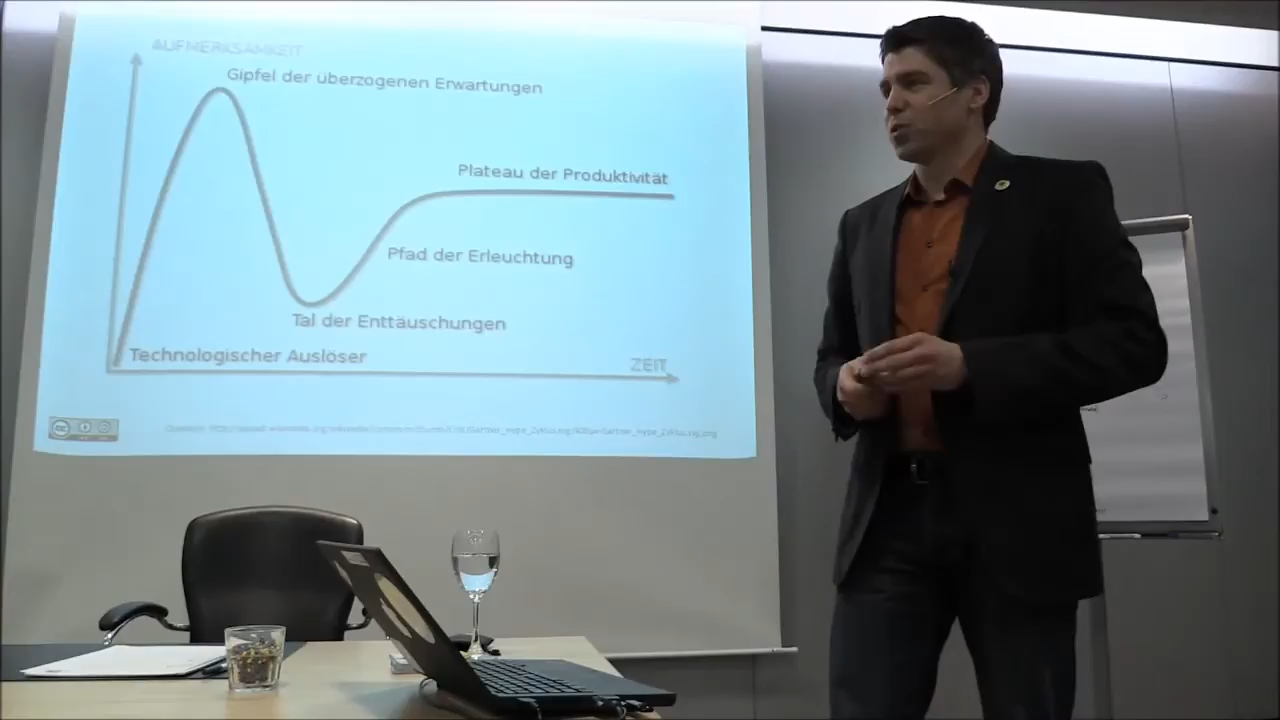 AUFMERKSAMKEIT
Gipfel der überzogenen Erwartungen
Plateau der Produktivität
Pfad der Erleuchtung
Tal der Enttäuschungen
Technologischer Auslöser
ZEIT